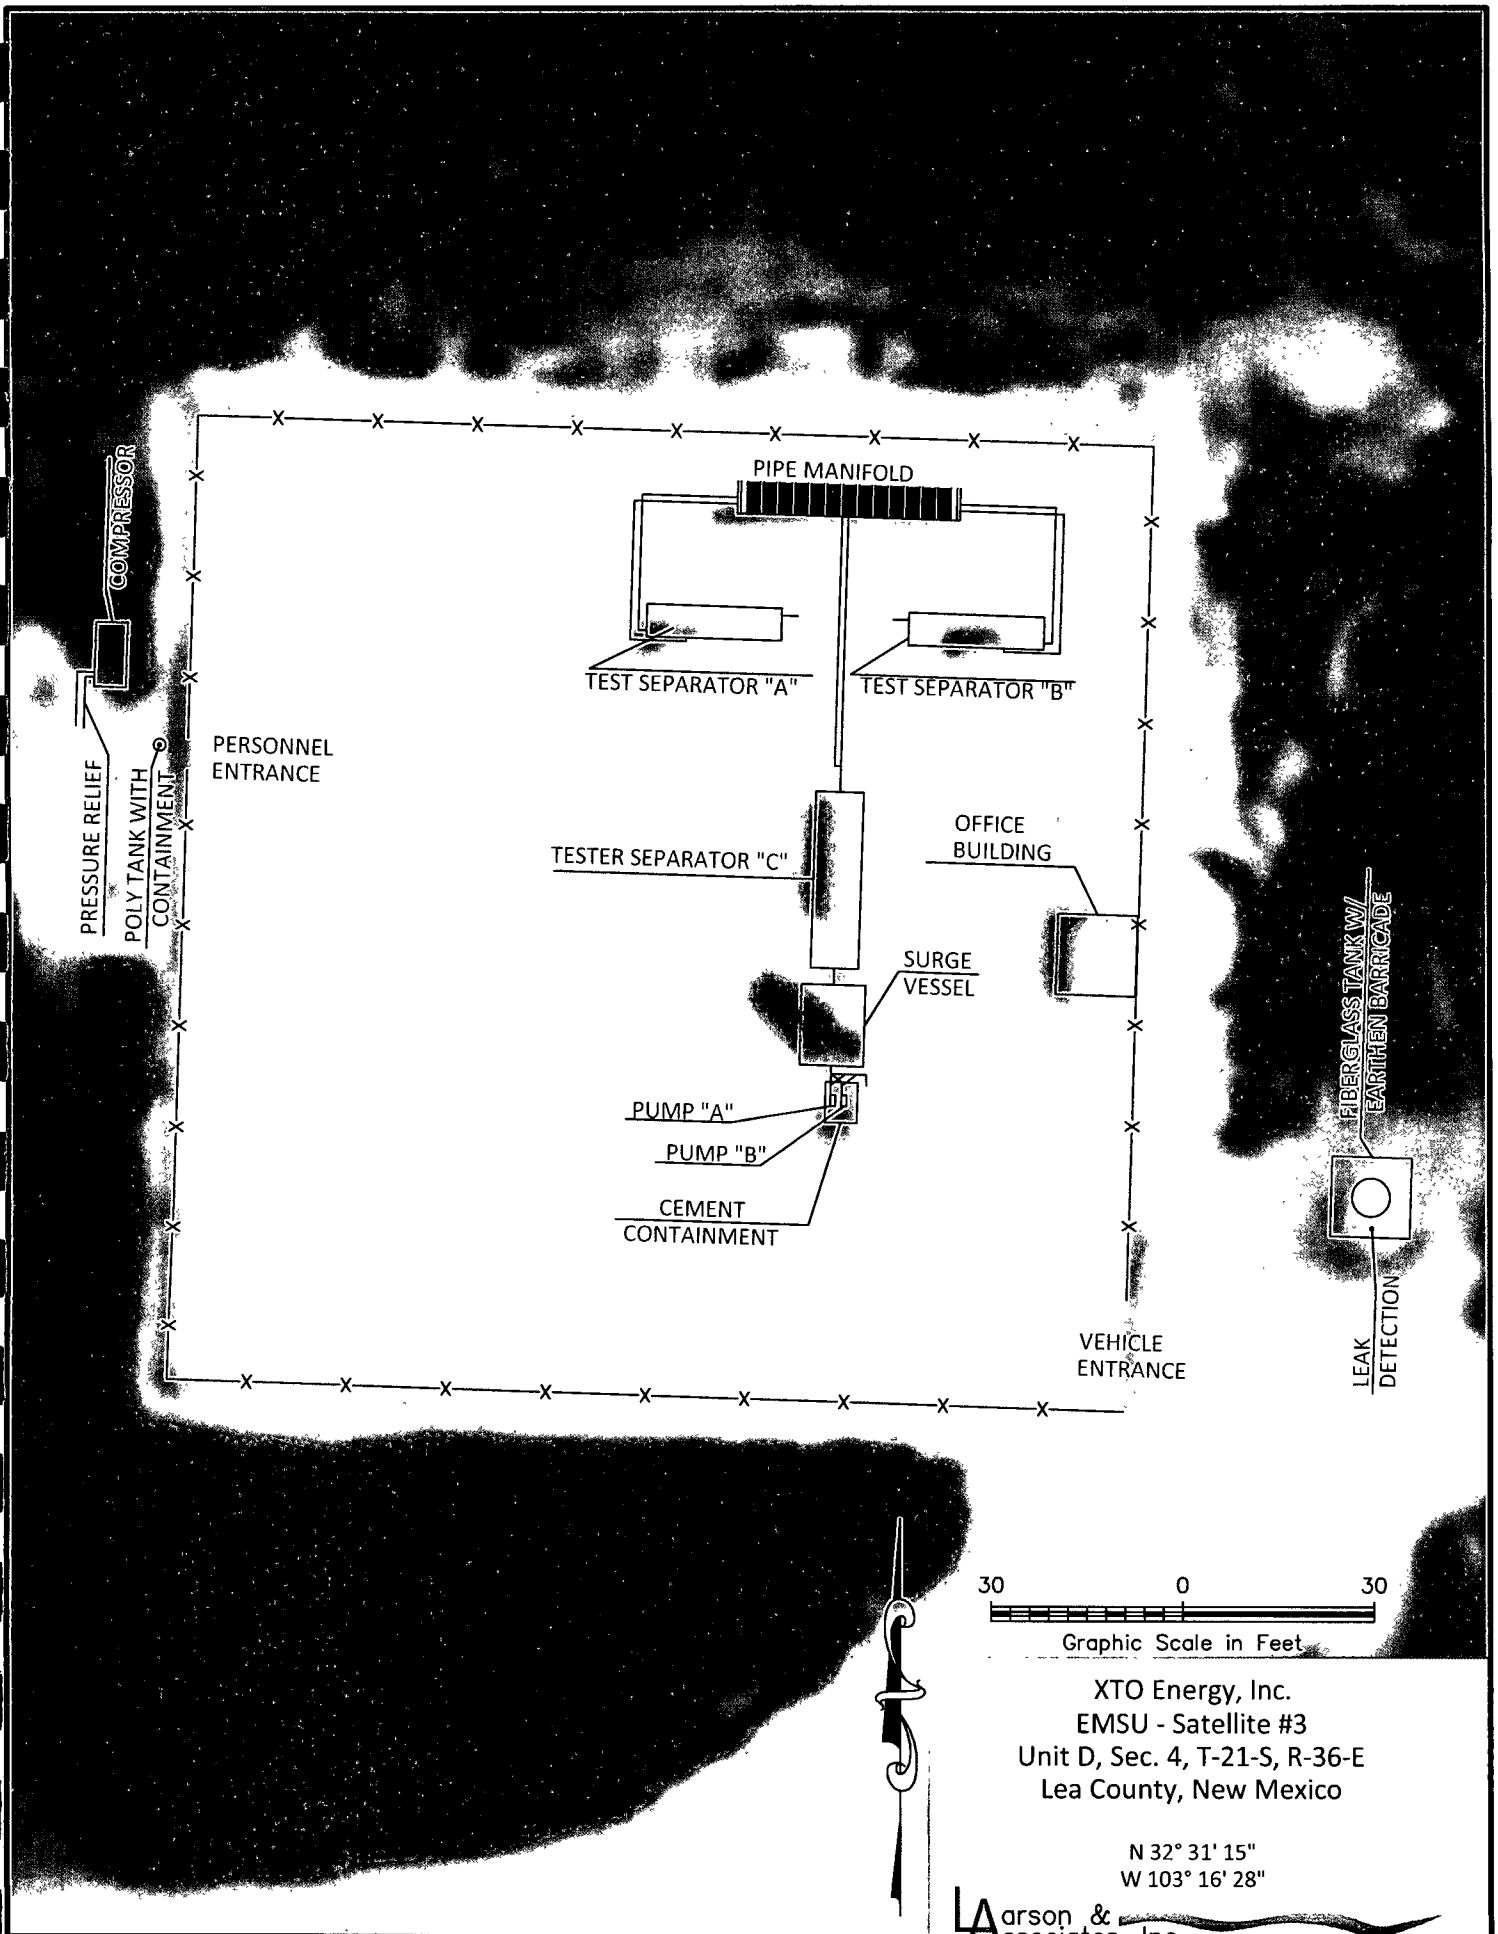 PIPE MANIFOLD
COMPRESSOR
TEST SEPARATOR "A"
TEST SEPARATOR "B"
PERSONNEL
ENTRANCE
PRESSURE RELIEF
POLY TANK WITH
CONTAINMENT
TESTER SEPARATOR "C"
OFFICE
BUILDING
SURGE
VESSEL
FIBERGLASS TANK W/
EARTHEN BARRICADE
PUMP "A"
PUMP "B"
CEMENT
CONTAINMENT
LEAK
DETECTION
VEHICLE
ENTRANCE
30 0 30
Graphic Scale in Feet
XTO Energy, Inc.
EMSU - Satellite #3
Unit D, Sec. 4, T-21-S, R-36-E
Lea County, New Mexico
N 32° 31' 15"
W 103° 16' 28"
Larson &
Associates, Inc.